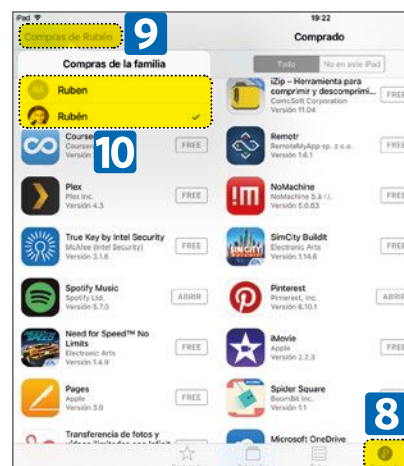 iPad
19:22
Compras de Rubén
9
Comprado
Compras de la familia
RA
Ruben
Rubén
10
Todo
No en este iPad
iZip – Herramienta para
comprimir y descomprimi...
ComcSoft Corporation
Versión 11.04
FREE
Course
Courser
Versión
FREE
Remotr
RemoteMyApp sp. z o.o.
Versión 1.6.1
FREE
Plex
Plex Inc.
Versión 4.3
FREE
NoMachine
NoMachine S.à r.l.
Versión 5.0.63
FREE
True Key by Intel Security
McAfee (Intel Security)
Versión 3.1.6
FREE
SimCity BuildIt
Electronic Arts
Versión 1.14.6
FREE
Spotify Music
Spotify Ltd.
Versión 5.7.0
ABRIR
Pinterest
Pinterest, Inc.
Versión 6.10.1
ABRIR
Need for Speed™ No
Limits
Electronic Arts
Versión 1.4.9
FREE
iMovie
Apple
Versión 2.2.3
FREE
Pages
Apple
Versión 3.0
FREE
Spider Square
BoomBit Inc.
Versión 1.1
FREE
8
Transferencia de fotos y
Microsoft OneDrive